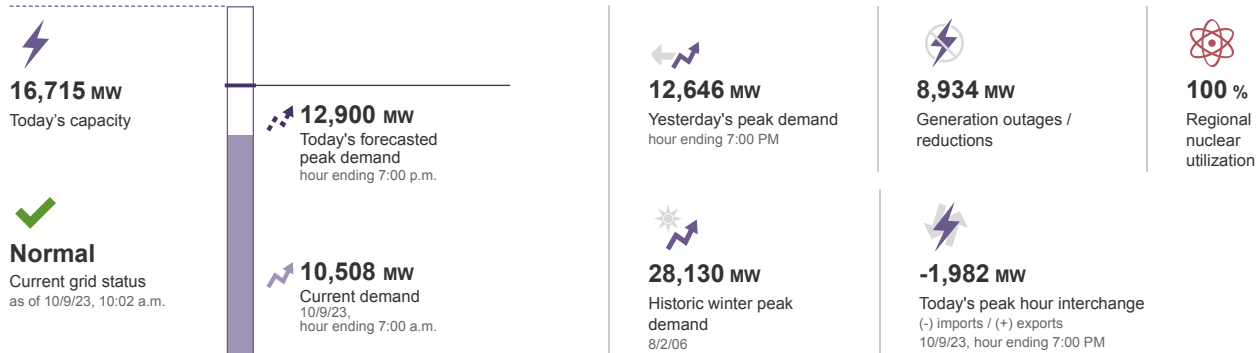 16,715 MW
Today's capacity
Normal
Current grid status
as of 10/9/23, 10:02 a.m.
12,900 MW
Today's forecasted
peak demand
hour ending 7:00 p.m.
10,508 MW
Current demand
10/9/23,
hour ending 7:00 a.m.
12,646 MW
Yesterday's peak demand
hour ending 7:00 PM
8,934 MW
Generation outages /
reductions
100 %
Regional
nuclear
utilization
28,130 MW
Historic winter peak
demand
8/2/06
-1,982 MW
Today's peak hour interchange
(-) imports / (+) exports
10/9/23, hour ending 7:00 PM